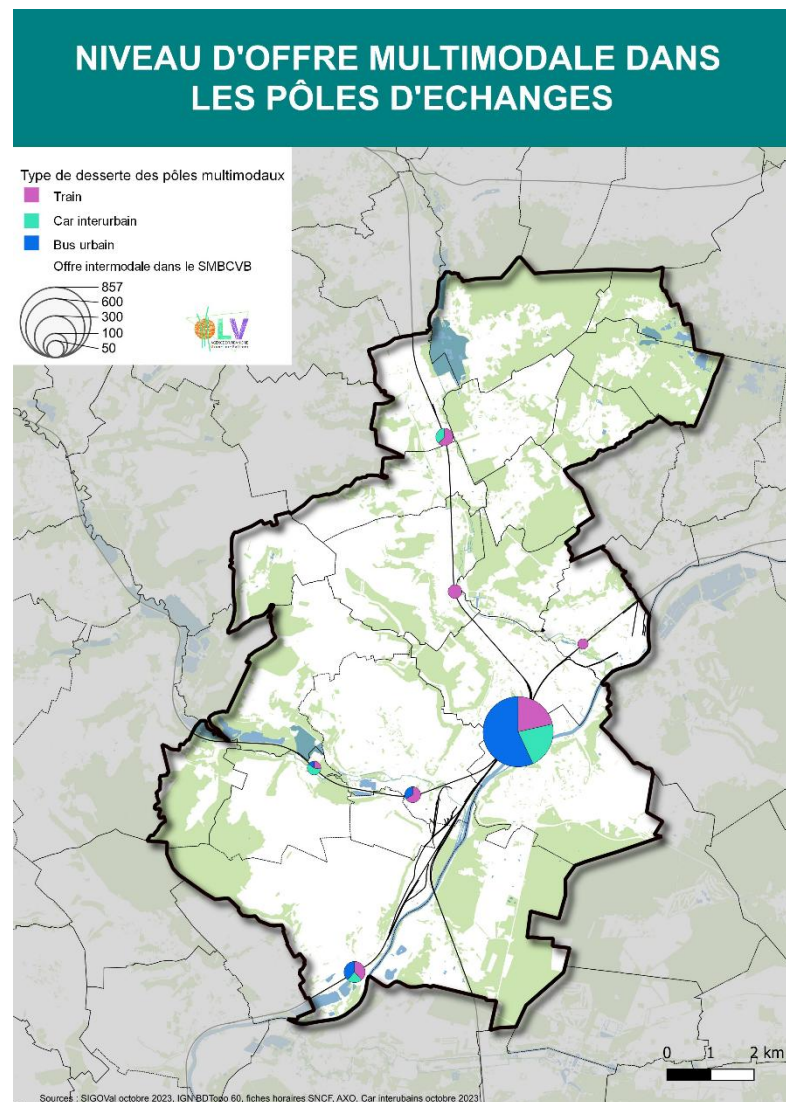 NIVEAU D'OFFRE MULTIMODALE DANS
LES PÔLES D'ECHANGES
Type de desserte des pôles multimodaux
Train
Car interurbain
Bus urbain
Offre intermodale dans le SMBCVB
857
600
300
100
50
OLV
0 1 2 km
Sources : SIGOVal octobre 2023, IGN BDTopo 60, fiches horaires SNCF, AXO, Car interubains octobre 2023